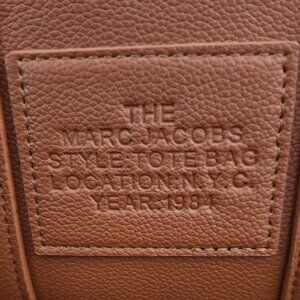 THE
MARC JACOBS
STYLE: TOTE BAG
LOCATION: N.Y.C.
YEAR: 1984